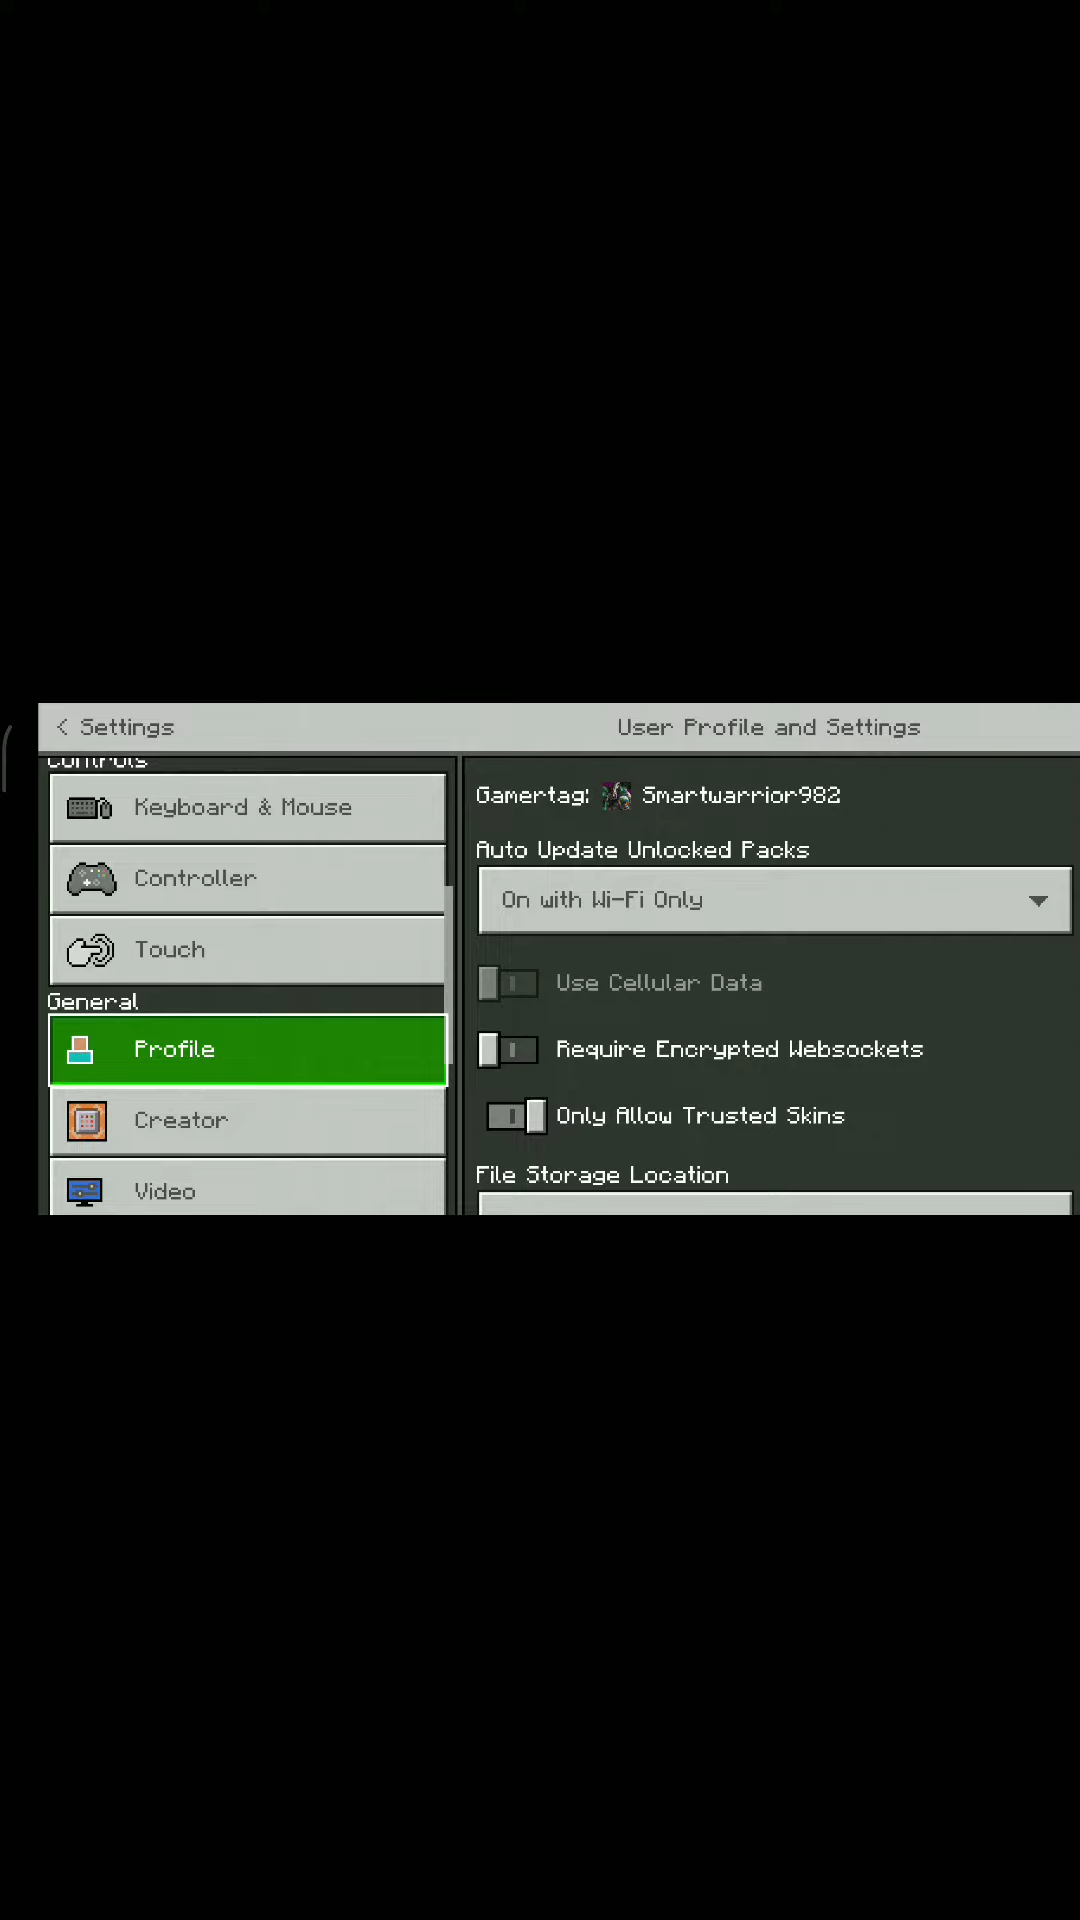 < Settings
User Profile and Settings
Controls
Keyboard & Mouse
Controller
Touch
General
Profile
Creator
Video
Gamertag: Smartwarrior982
Auto Update Unlocked Packs
On with Wi-Fi Only
Use Cellular Data
Require Encrypted Websockets
Only Allow Trusted Skins
File Storage Location